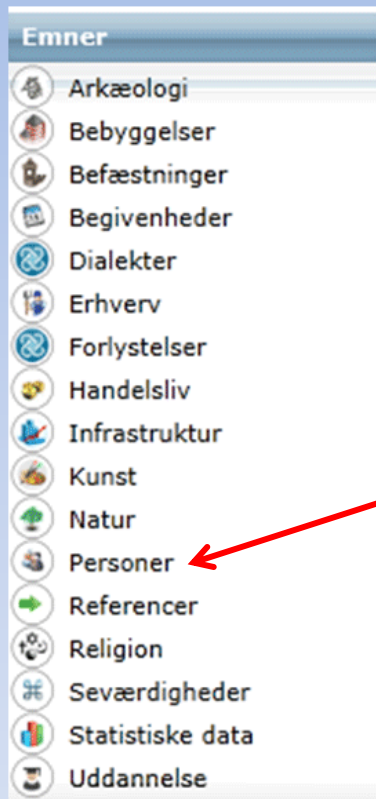 Emner
Arkæologi
Bebyggelser
Befæstninger
Begivenheder
Dialekter
Erhverv
Forlystelser
Handelsliv
Infrastruktur
Kunst
Natur
Personer
Referencer
Religion
Seværdigheder
Statistiske data
Uddannelse